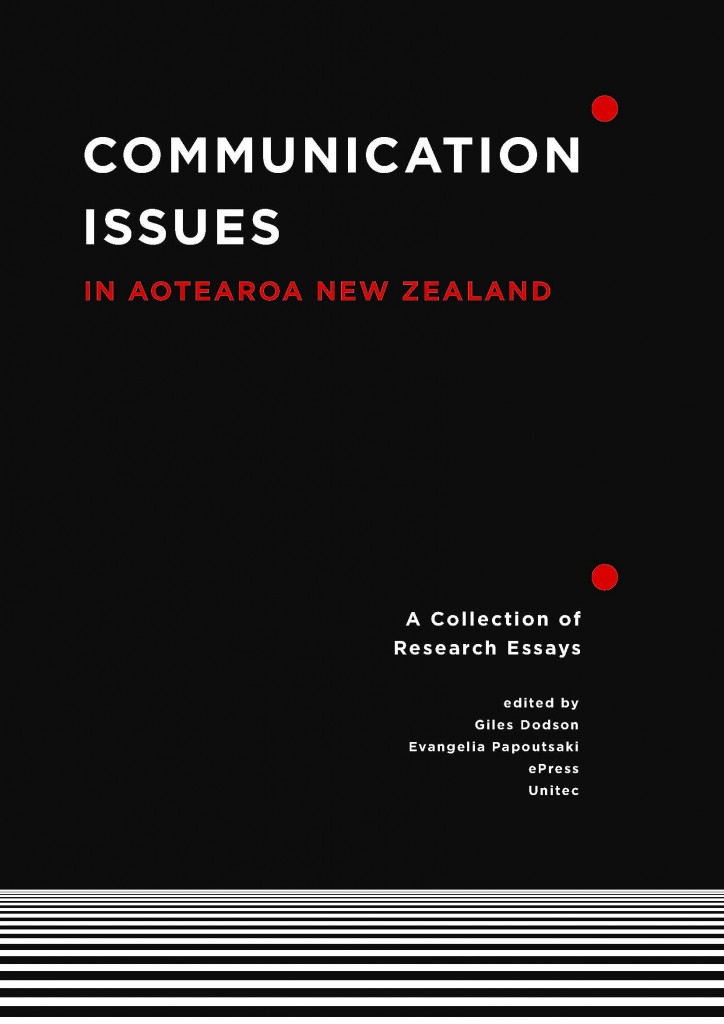 COMMUNICATION
ISSUES
IN AOTEAROA NEW ZEALAND
A Collection of
Research Essays
edited by
Giles Dodson
Evangelia Papoutsaki
ePress
Unitec